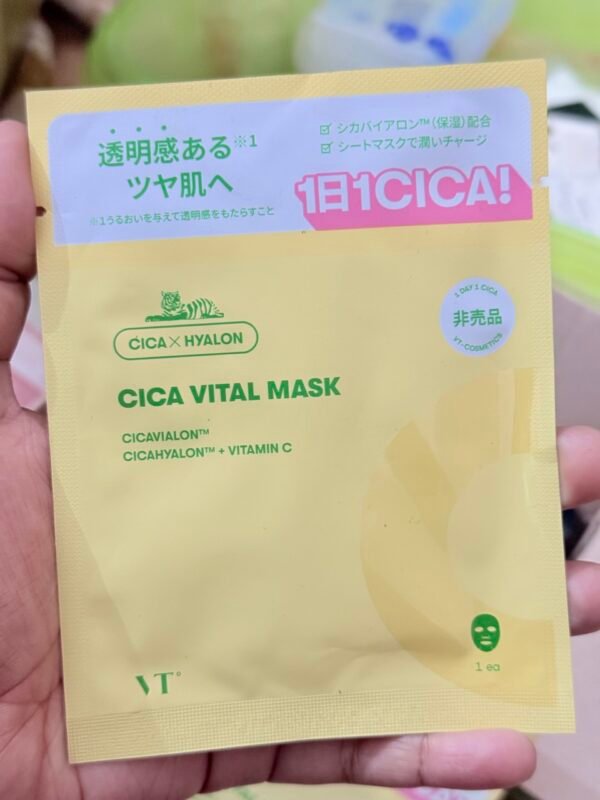 透明感ある※1
ツヤ肌へ
※1うるおいを与えて透明感をもたらすこと
☑ シカバイアロン™(保湿)配合
☑ シートマスクで潤いチャージ
1日1CICA!
CICA×HYALON
1 DAY 1 CICA
非売品
VT-COSMETICS
CICA VITAL MASK
CICAVIALON™
CICAHYALON™ + VITAMIN C
VT°
1 ea